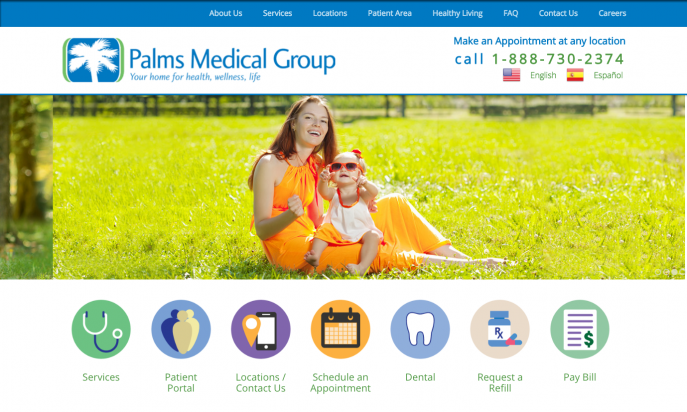 About Us Services Locations Patient Area Healthy Living FAQ Contact Us Careers
Make an Appointment at any location
Palms Medical Group
call 1-888-730-2374
Your home for health, wellness, life
English Español
Rx
$
Services Patient Portal Locations / Contact Us Schedule an Appointment Dental Request a Refill Pay Bill